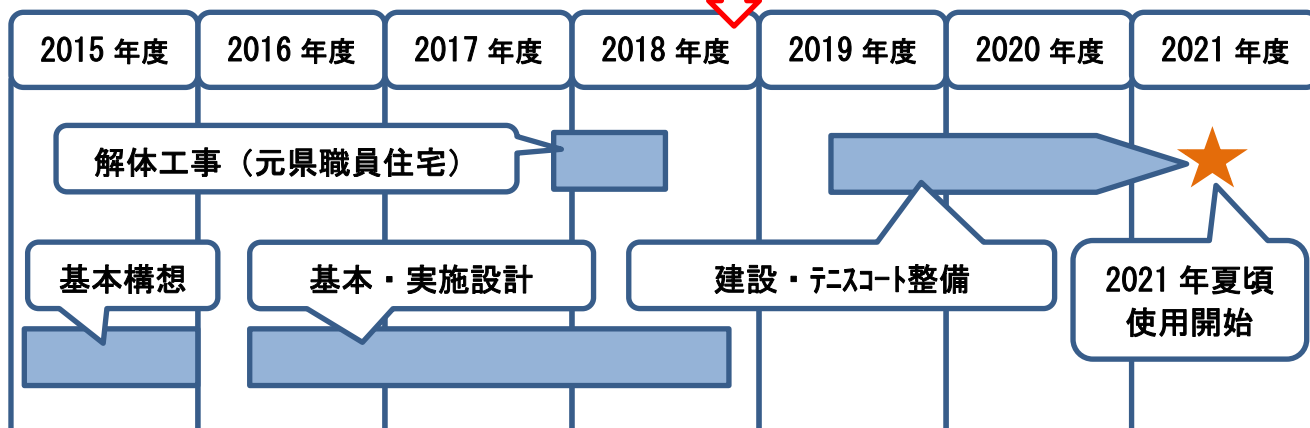 2015 年度
2016 年度
2017 年度
2018 年度
2019 年度
2020 年度
2021 年度
解体工事（元県職員住宅）
基本構想
基本・実施設計
建設・ﾃﾆｽｺｰﾄ整備
2021 年夏頃
使用開始